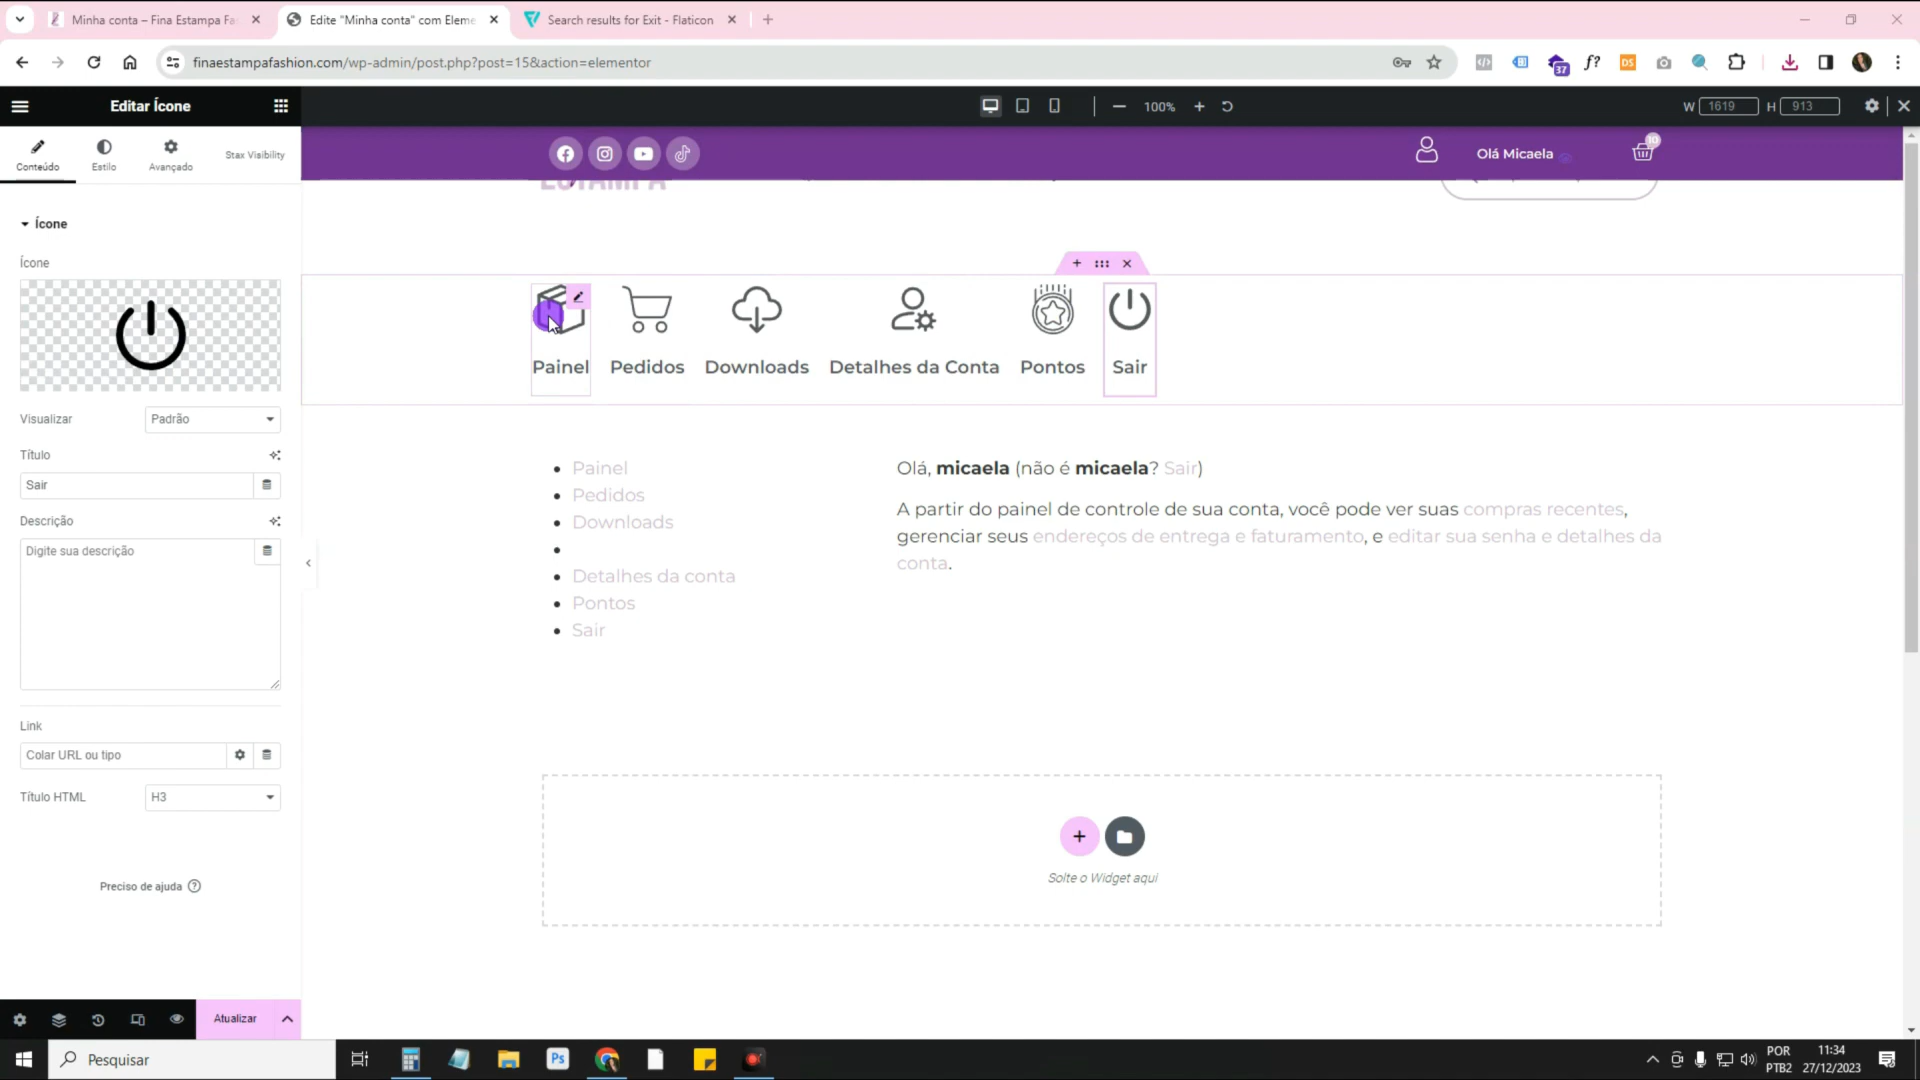 Minha conta – Fina Estampa Fa
Edite "Minha conta" com Eleme
Search results for Exit - Flaticon
finaestampafashion.com/wp-admin/post.php?post=15&action=elementor
37
f?
DS
Editar Ícone
100%
W 1619 H 913
Conteúdo
Estilo
Avançado
Stax Visibility
Olá Micaela
10
ESTAMPA
Ícone
Ícone
Visualizar
Padrão
Título
Sair
Descrição
Digite sua descrição
Link
Colar URL ou tipo
Título HTML
H3
Preciso de ajuda
Atualizar
Painel
Pedidos
Downloads
Detalhes da Conta
Pontos
Sair
Painel
Pedidos
Downloads
Detalhes da conta
Pontos
Sair
Olá, micaela (não é micaela? Sair)
A partir do painel de controle de sua conta, você pode ver suas compras recentes,
gerenciar seus endereços de entrega e faturamento, e editar sua senha e detalhes da
conta.
Solte o Widget aqui
Pesquisar
Ps
POR
PTB2
11:34
27/12/2023